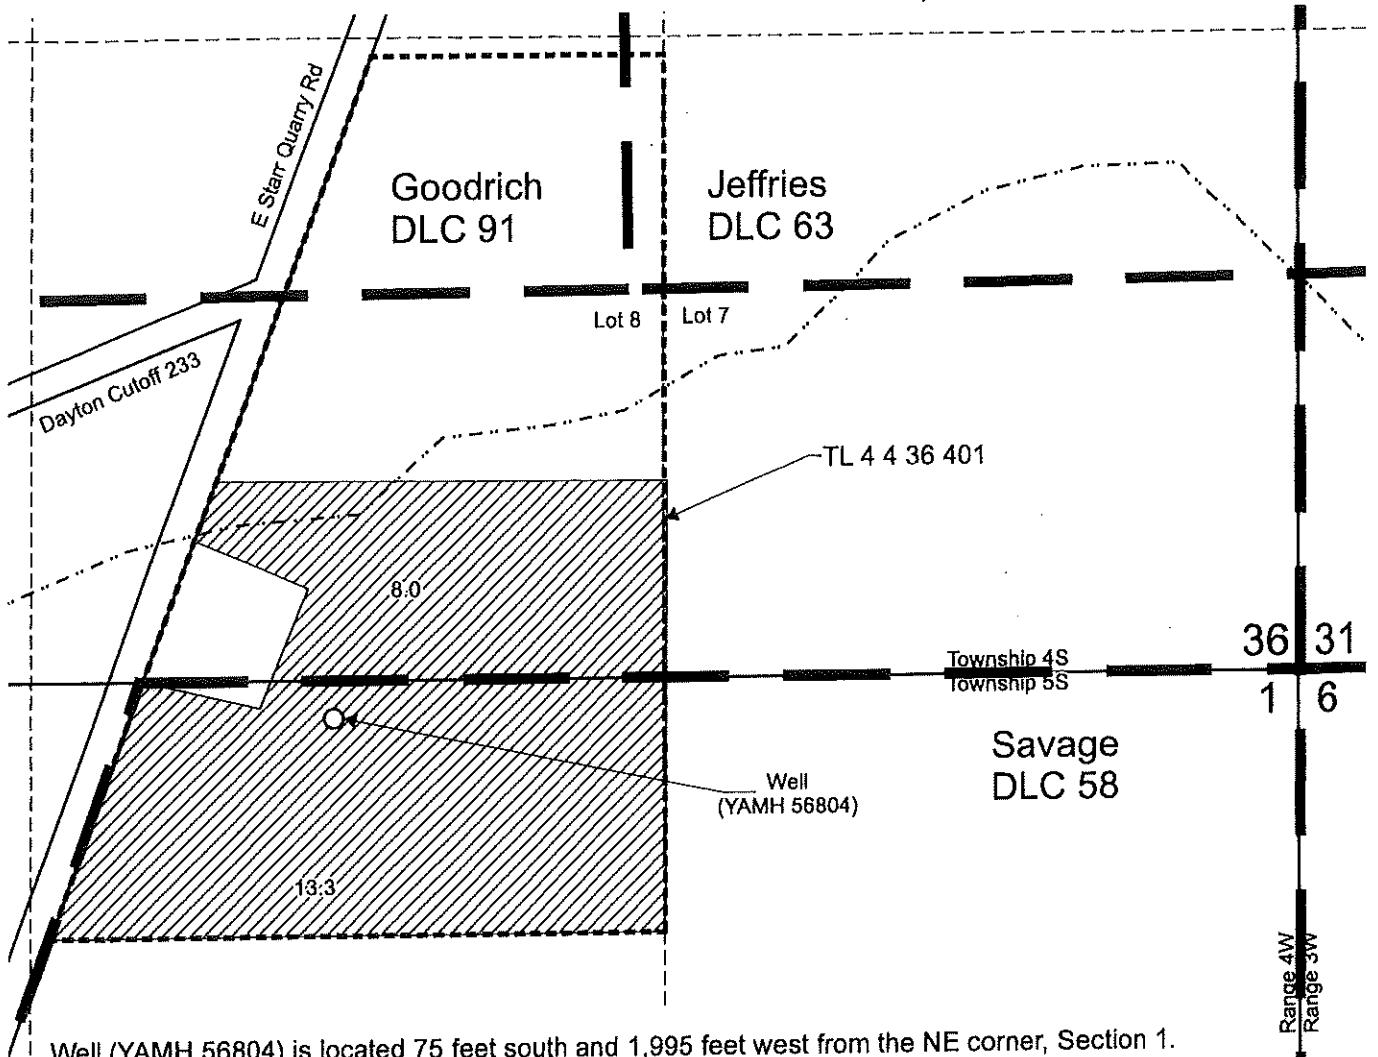 E Starr Quarry Rd
Goodrich
DLC 91
Jeffries
DLC 63
Lot 8
Lot 7
Dayton Cutoff 233
TL 4 4 36 401
8.0
36
31
Township 4S
Township 5S
1
6
Savage
DLC 58
Well
(YAMH 56804)
13.3
Range 4W
Range 3W
Well (YAMH 56804) is located 75 feet south and 1,995 feet west from the NE corner, Section 1.